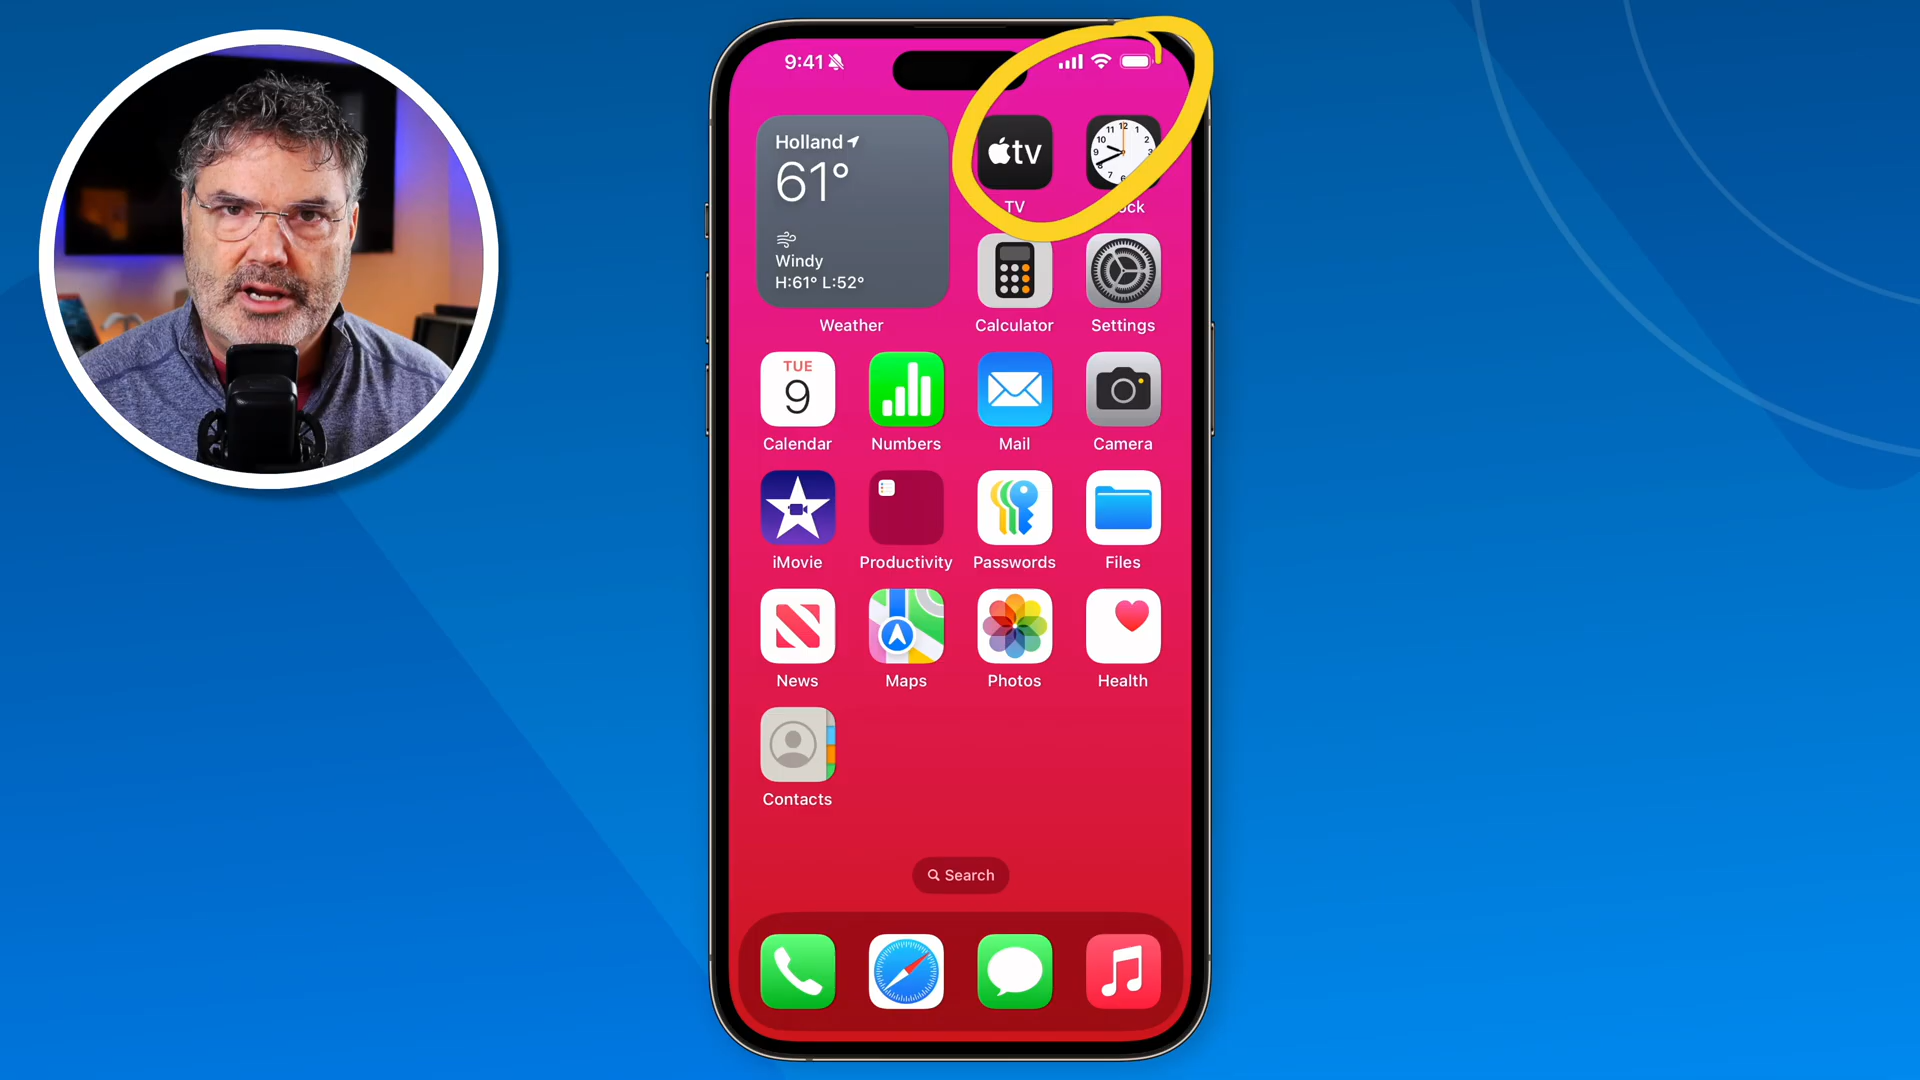 9:41
Holland
61°
Windy
H:61° L:52°
Weather
tv
TV
Calculator
Settings
TUE
9
Calendar
Numbers
Mail
Camera
iMovie
Productivity
Passwords
Files
News
Maps
Photos
Health
Contacts
Search